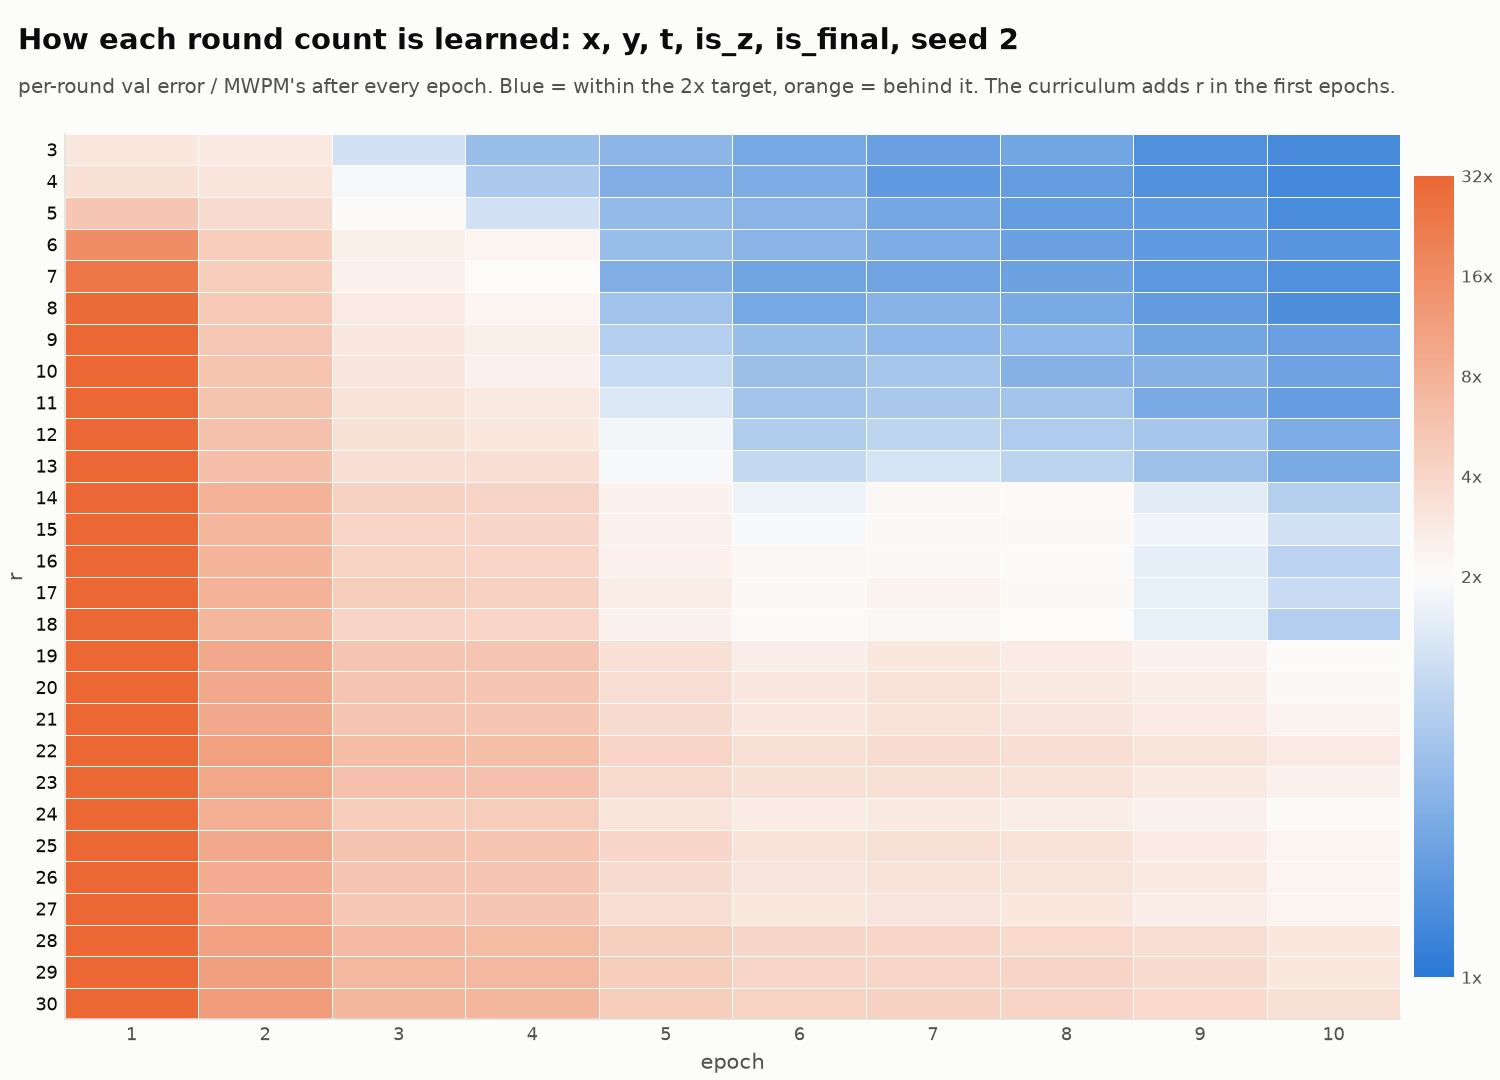 How each round count is learned: x, y, t, is_z, is_final, seed 2
per-round val error / MWPM's after every epoch. Blue = within the 2x target, orange = behind it. The curriculum adds r in the first epochs.
3
4
5
6
7
8
9
10
11
12
13
14
15
16
17
18
19
20
21
22
23
24
25
26
27
28
29
30
r
1 2 3 4 5 6 7 8 9 10
epoch
32x
16x
8x
4x
2x
1x